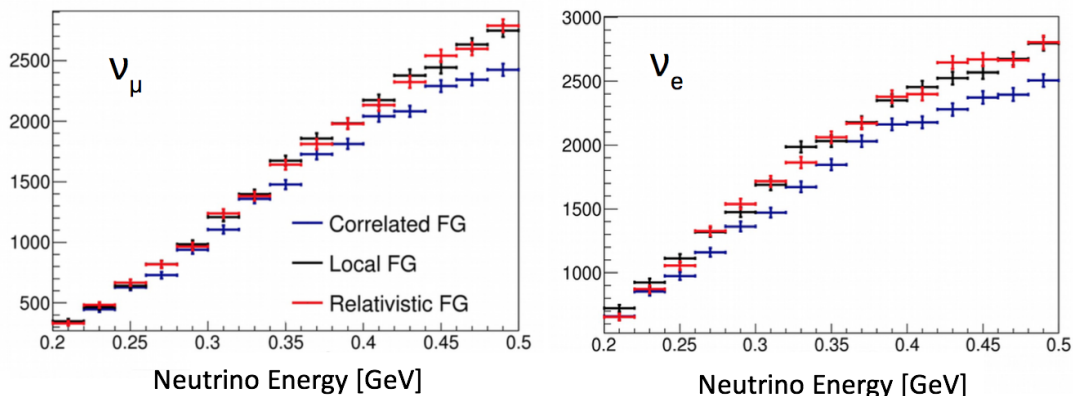 ν_μ
2500
2000
1500
1000
500
0.2 0.25 0.3 0.35 0.4 0.45 0.5
Neutrino Energy [GeV]
Correlated FG
Local FG
Relativistic FG
ν_e
3000
2500
2000
1500
1000
0.2 0.25 0.3 0.35 0.4 0.45 0.5
Neutrino Energy [GeV]